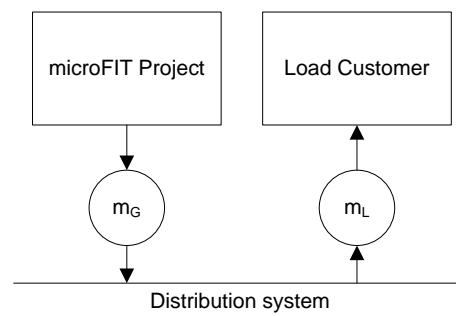 microFIT Project
Load Customer
mG
mL
Distribution system